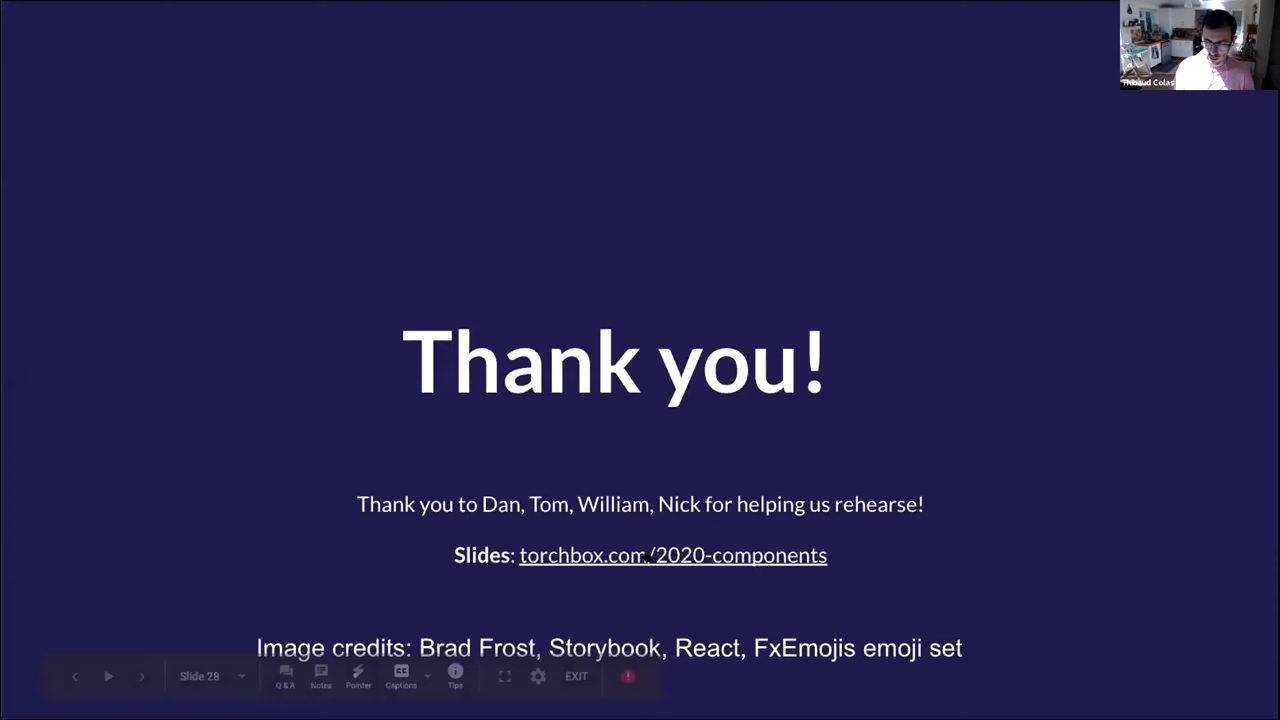 Thibaud Colas
Thank you!
Thank you to Dan, Tom, William, Nick for helping us rehearse!
Slides: torchbox.com/2020-components
Image credits: Brad Frost, Storybook, React, FxEmojis emoji set
Slide 28
Q & A
Notes
Pointer
CC
Captions
Tips
EXIT